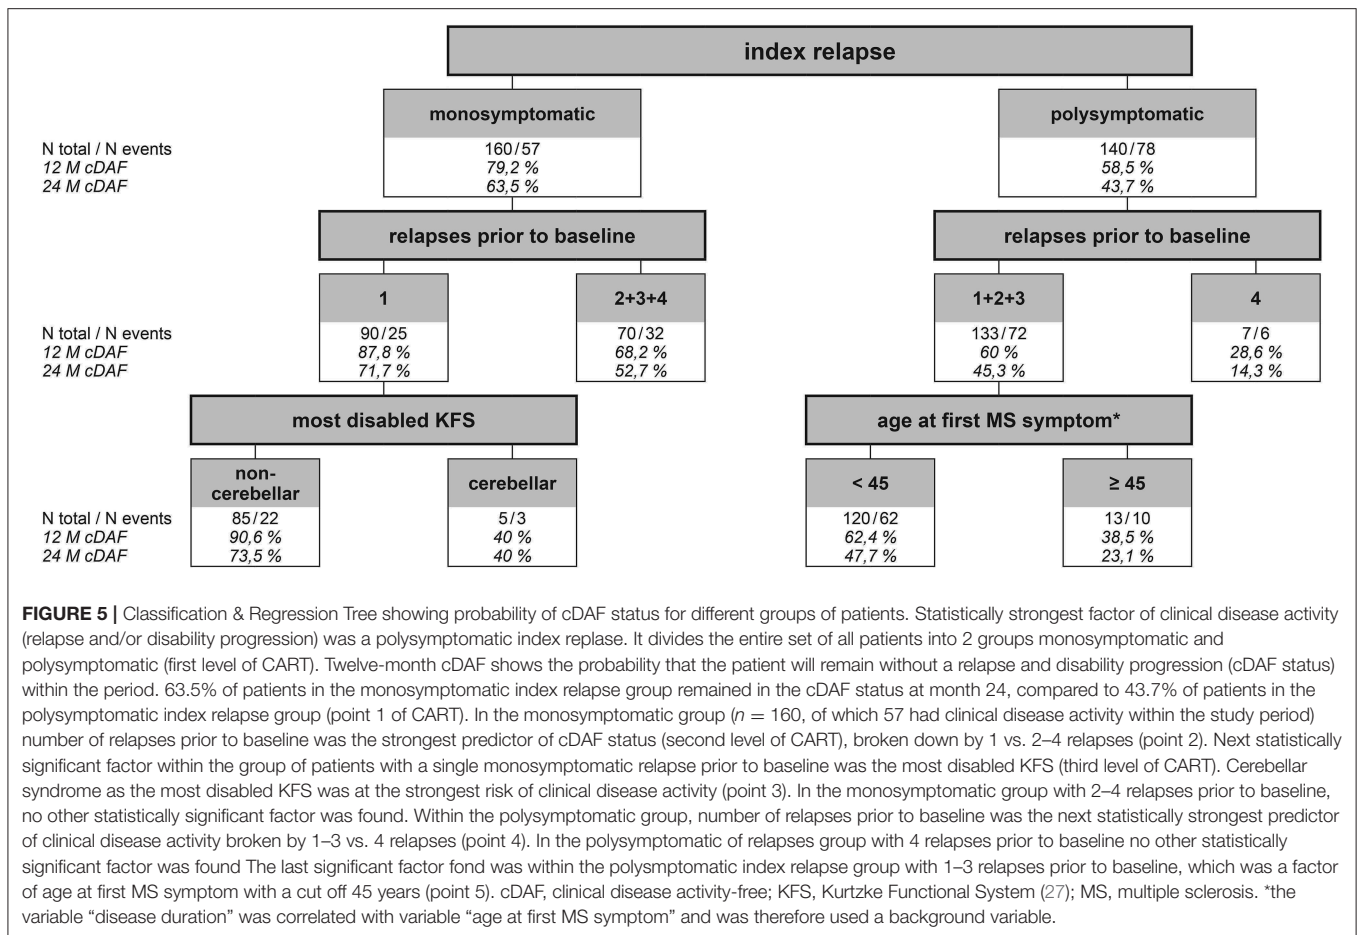 index relapse
monosymptomatic
polysymptomatic
N total / N events
160/57
140/78
12 M cDAF
79,2 %
58,5 %
24 M cDAF
63,5 %
43,7 %
relapses prior to baseline
relapses prior to baseline
1
2+3+4
1+2+3
4
N total / N events
90/25
70/32
133/72
7/6
12 M cDAF
87,8 %
68,2 %
60 %
28,6 %
24 M cDAF
71,7 %
52,7 %
45,3 %
14,3 %
most disabled KFS
age at first MS symptom*
non-
cerebellar
cerebellar
< 45
≥ 45
N total / N events
85/22
5/3
120/62
13/10
12 M cDAF
90,6 %
40 %
62,4 %
38,5 %
24 M cDAF
73,5 %
40 %
47,7 %
23,1 %
FIGURE 5 | Classification & Regression Tree showing probability of cDAF status for different groups of patients. Statistically strongest factor of clinical disease activity
(relapse and/or disability progression) was a polysymptomatic index replase. It divides the entire set of all patients into 2 groups monosymptomatic and
polysymptomatic (first level of CART). Twelve-month cDAF shows the probability that the patient will remain without a relapse and disability progression (cDAF status)
within the period. 63.5% of patients in the monosymptomatic index relapse group remained in the cDAF status at month 24, compared to 43.7% of patients in the
polysymptomatic index relapse group (point 1 of CART). In the monosymptomatic group (n = 160, of which 57 had clinical disease activity within the study period)
number of relapses prior to baseline was the strongest predictor of cDAF status (second level of CART), broken down by 1 vs. 2–4 relapses (point 2). Next statistically
significant factor within the group of patients with a single monosymptomatic relapse prior to baseline was the most disabled KFS (third level of CART). Cerebellar
syndrome as the most disabled KFS was at the strongest risk of clinical disease activity (point 3). In the monosymptomatic group with 2–4 relapses prior to baseline,
no other statistically significant factor was found. Within the polysymptomatic group, number of relapses prior to baseline was the next statistically strongest predictor
of clinical disease activity broken by 1–3 vs. 4 relapses (point 4). In the polysymptomatic of relapses group with 4 relapses prior to baseline no other statistically
significant factor was found The last significant factor fond was within the polysmptomatic index relapse group with 1–3 relapses prior to baseline, which was a factor
of age at first MS symptom with a cut off 45 years (point 5). cDAF, clinical disease activity-free; KFS, Kurtzke Functional System (27); MS, multiple sclerosis. *the
variable “disease duration” was correlated with variable “age at first MS symptom” and was therefore used a background variable.